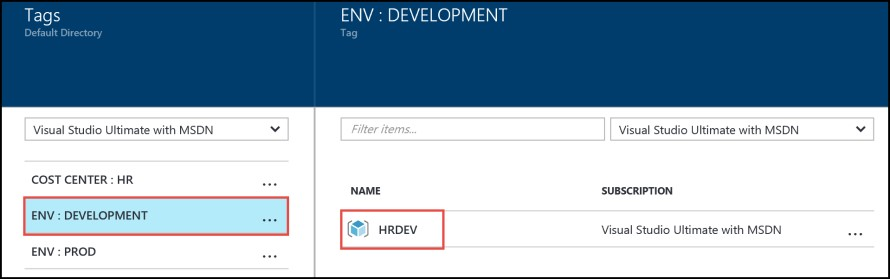 Tags
Default Directory
Visual Studio Ultimate with MSDN
COST CENTER : HR ...
ENV : DEVELOPMENT ...
ENV : PROD ...
ENV : DEVELOPMENT
Tag
Filter items...
Visual Studio Ultimate with MSDN
NAME SUBSCRIPTION
HRDEV Visual Studio Ultimate with MSDN ...